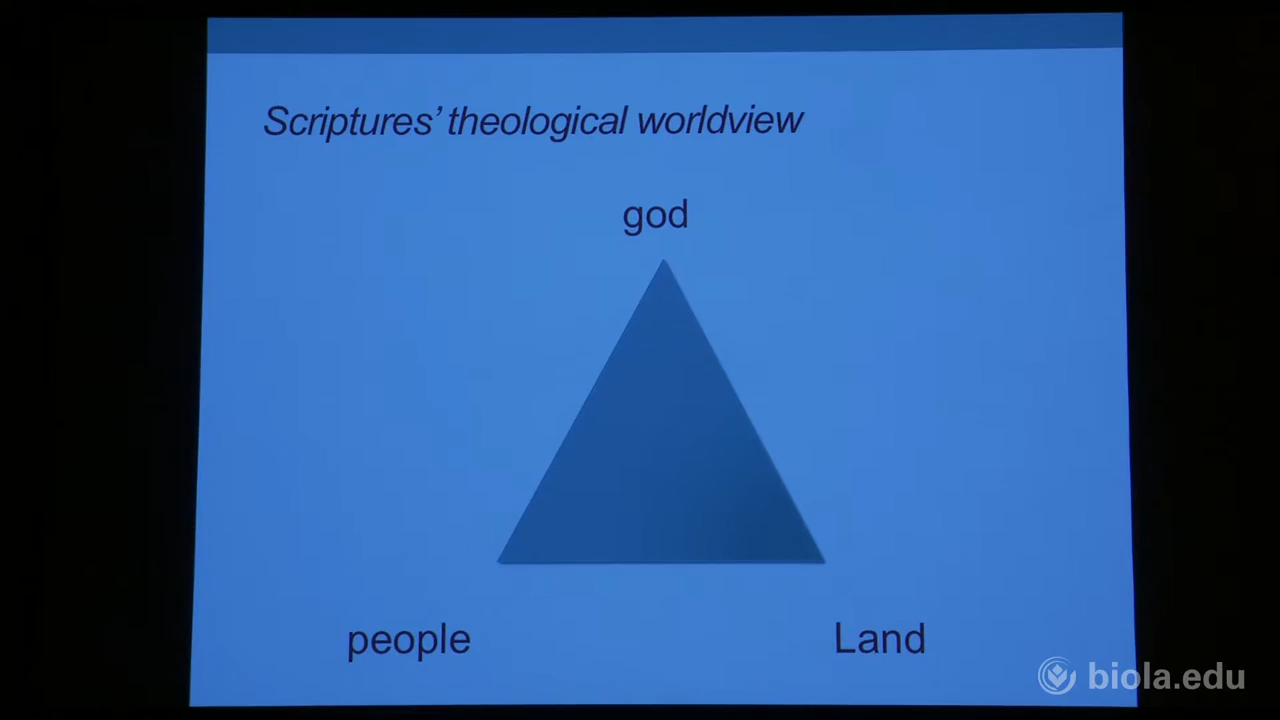 Scriptures’ theological worldview
god
people
Land
biola.edu